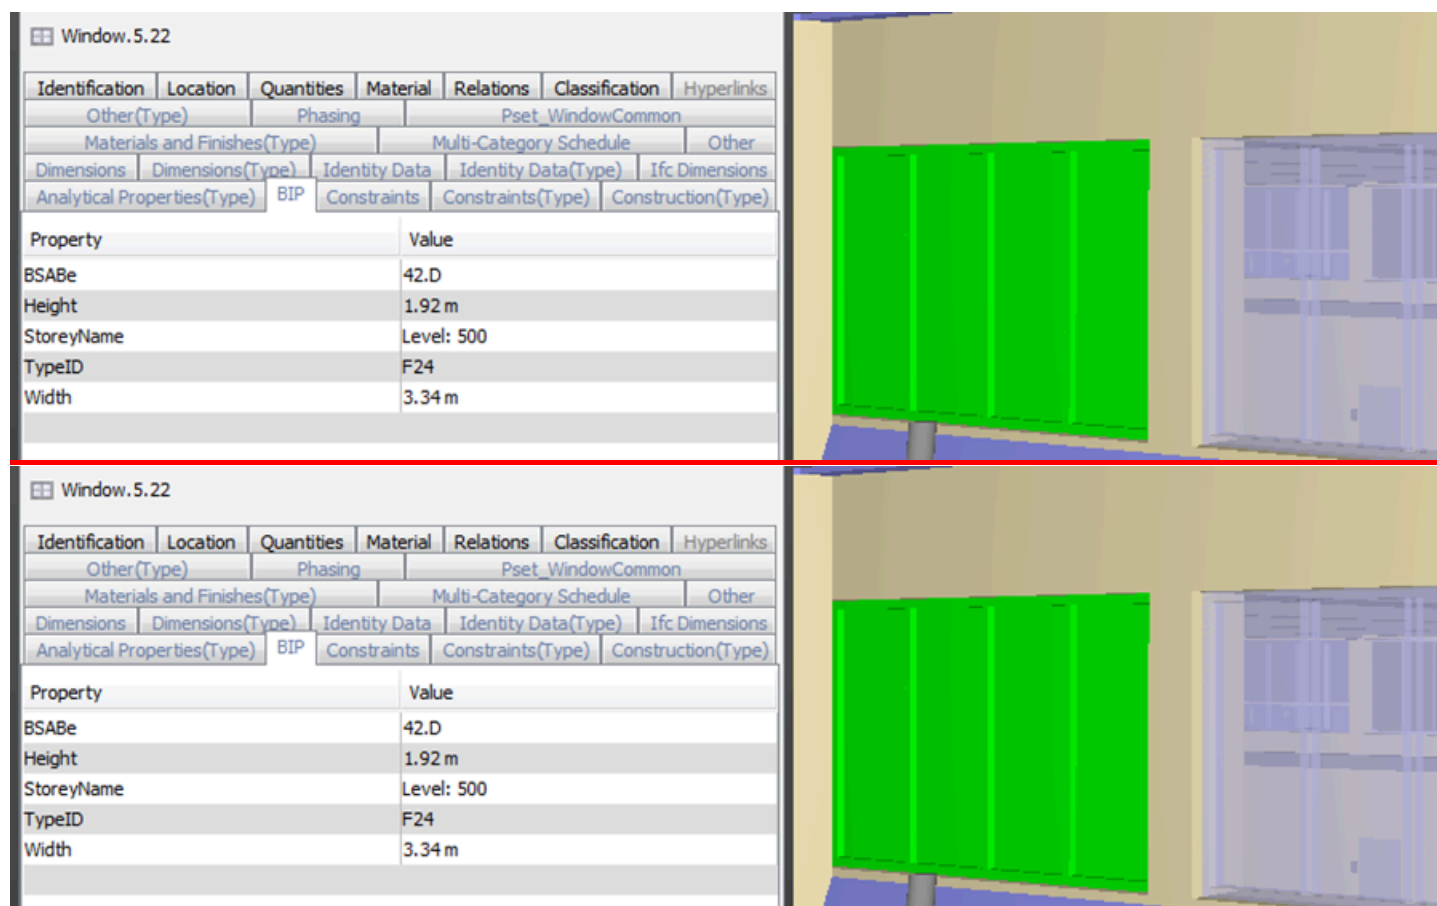 Window.5.22
Identification Location Quantities Material Relations Classification Hyperlinks
Other(Type) Phasing Pset_WindowCommon
Materials and Finishes(Type) Multi-Category Schedule Other
Dimensions Dimensions(Type) Identity Data Identity Data(Type) Ifc Dimensions
Analytical Properties(Type) BIP Constraints Constraints(Type) Construction(Type)
Property Value
BSABe 42.D
Height 1.92 m
StoreyName Level: 500
TypeID F24
Width 3.34 m
Window.5.22
Identification Location Quantities Material Relations Classification Hyperlinks
Other(Type) Phasing Pset_WindowCommon
Materials and Finishes(Type) Multi-Category Schedule Other
Dimensions Dimensions(Type) Identity Data Identity Data(Type) Ifc Dimensions
Analytical Properties(Type) BIP Constraints Constraints(Type) Construction(Type)
Property Value
BSABe 42.D
Height 1.92 m
StoreyName Level: 500
TypeID F24
Width 3.34 m